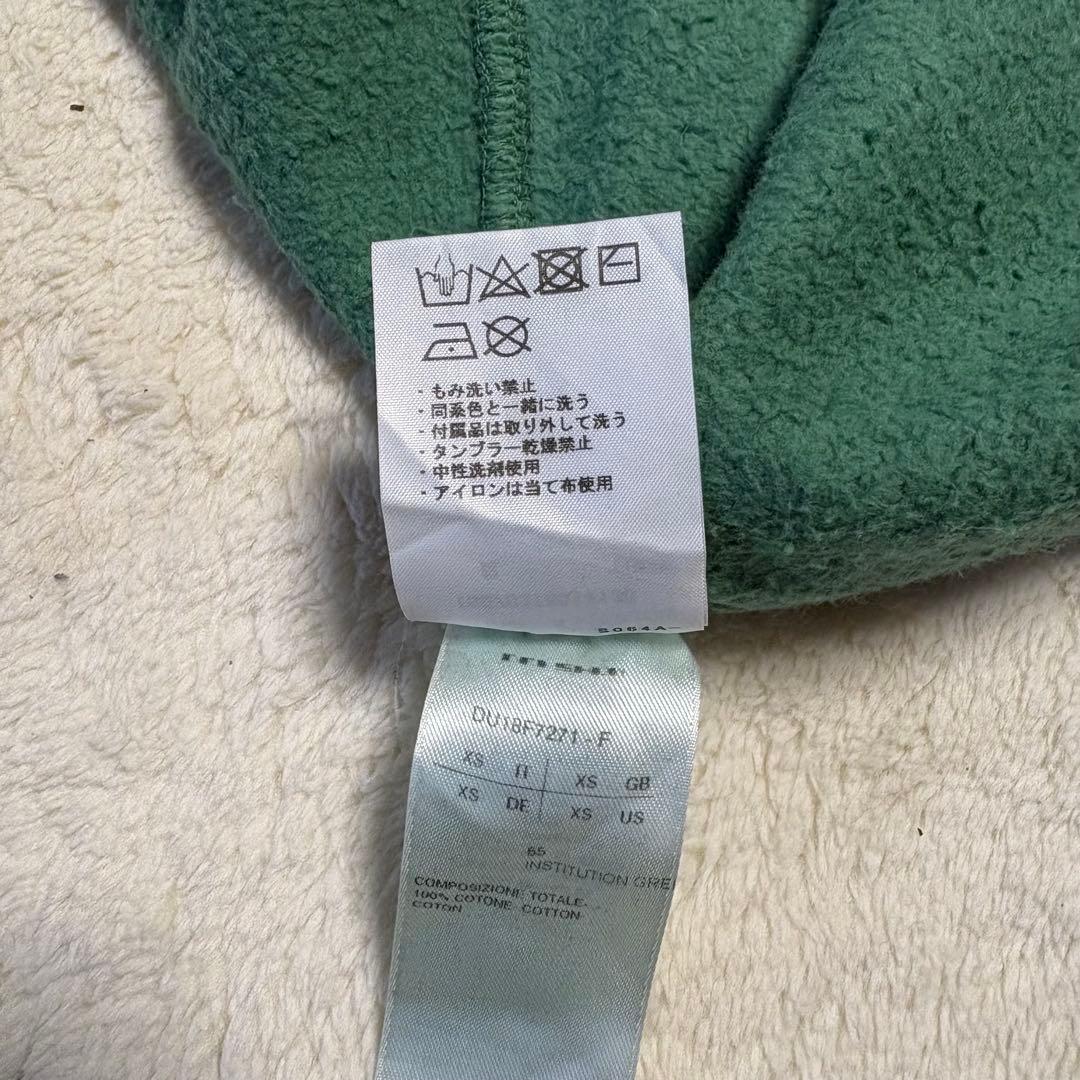 ・もみ洗い禁止
・同系色と一緒に洗う
・付属品は取り外して洗う
・タンブラー乾燥禁止
・中性洗剤使用
・アイロンは当て布使用
DU18F7271-F
XS IT XS GB
XS DE XS US
65
INSTITUTION GREE
COMPOSIZIONE TOTALE-
100% COTONE COTTON
COTON